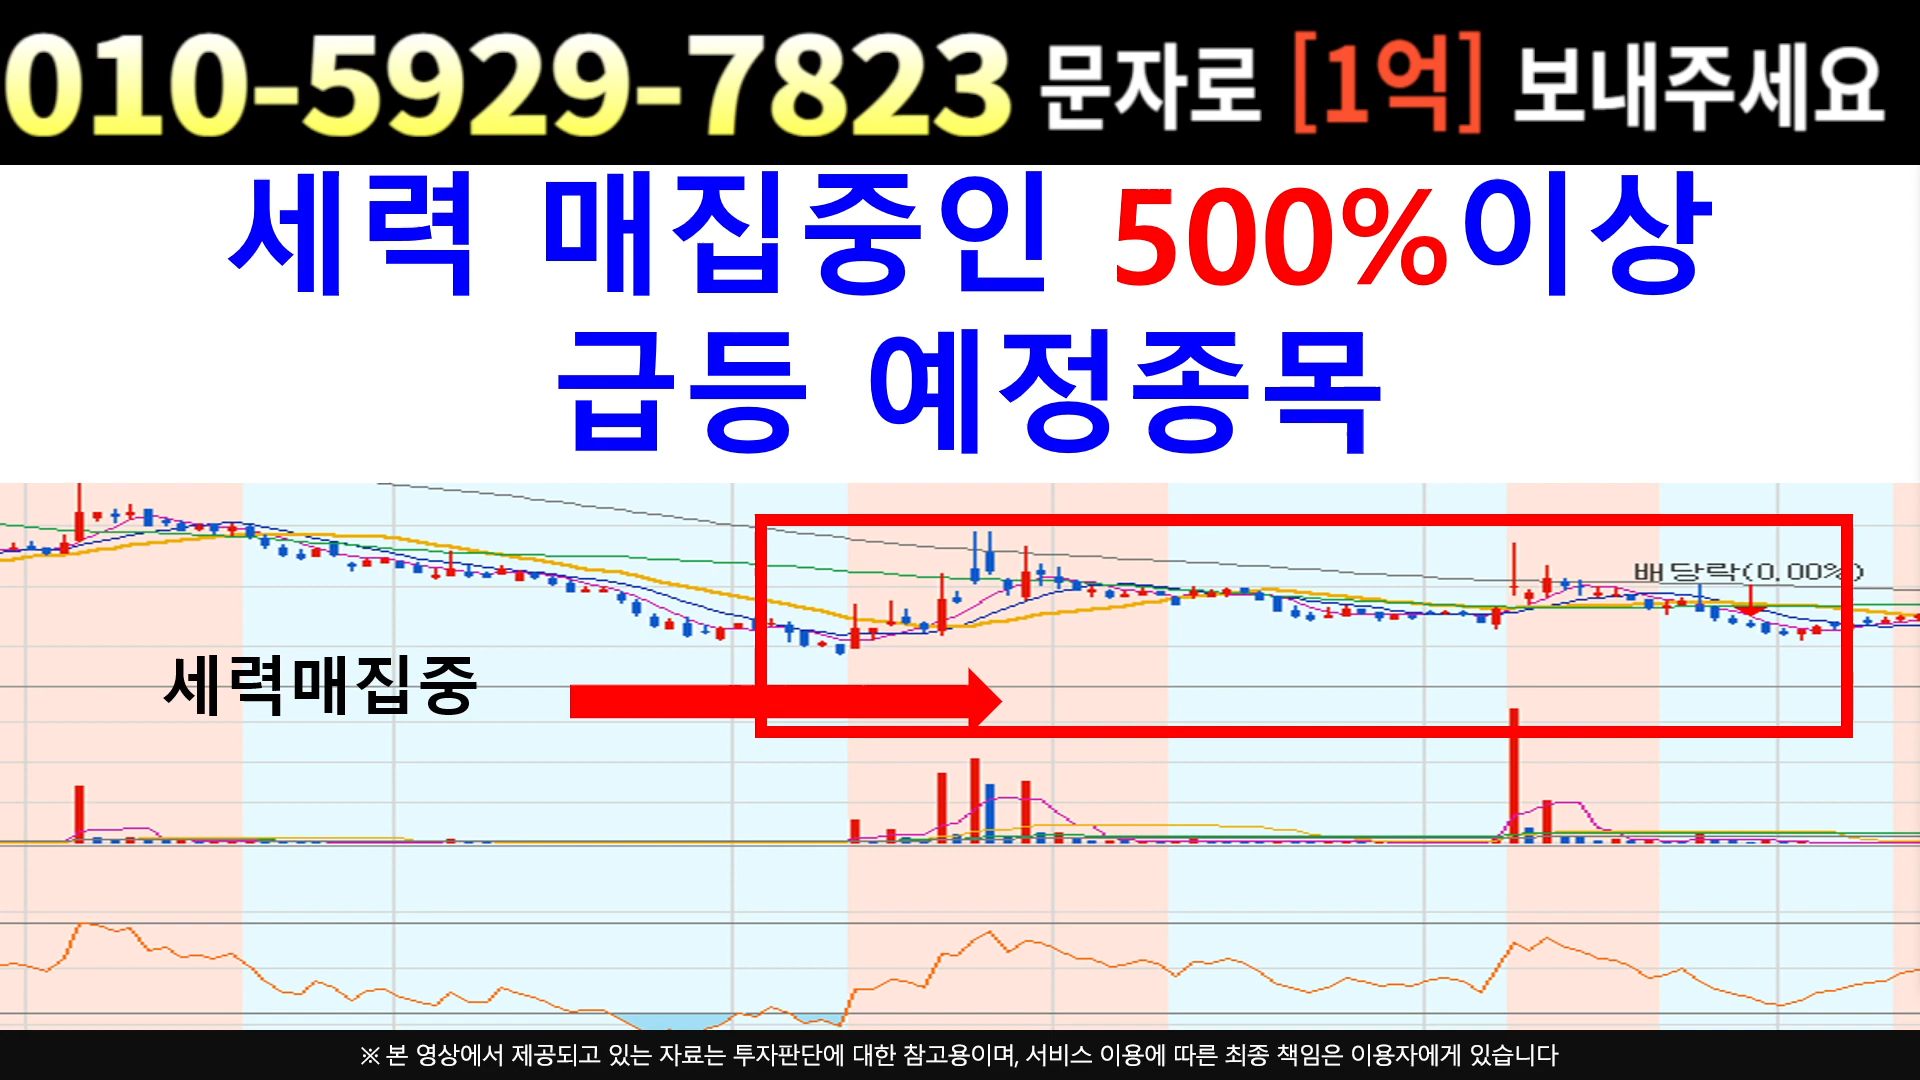 010-5929-7823 문자로 [1억] 보내주세요
세력 매집중인 500%이상
급등 예정종목
배당락(0.00%)
세력매집중
※ 본 영상에서 제공되고 있는 자료는 투자판단에 대한 참고용이며, 서비스 이용에 따른 최종 책임은 이용자에게 있습니다